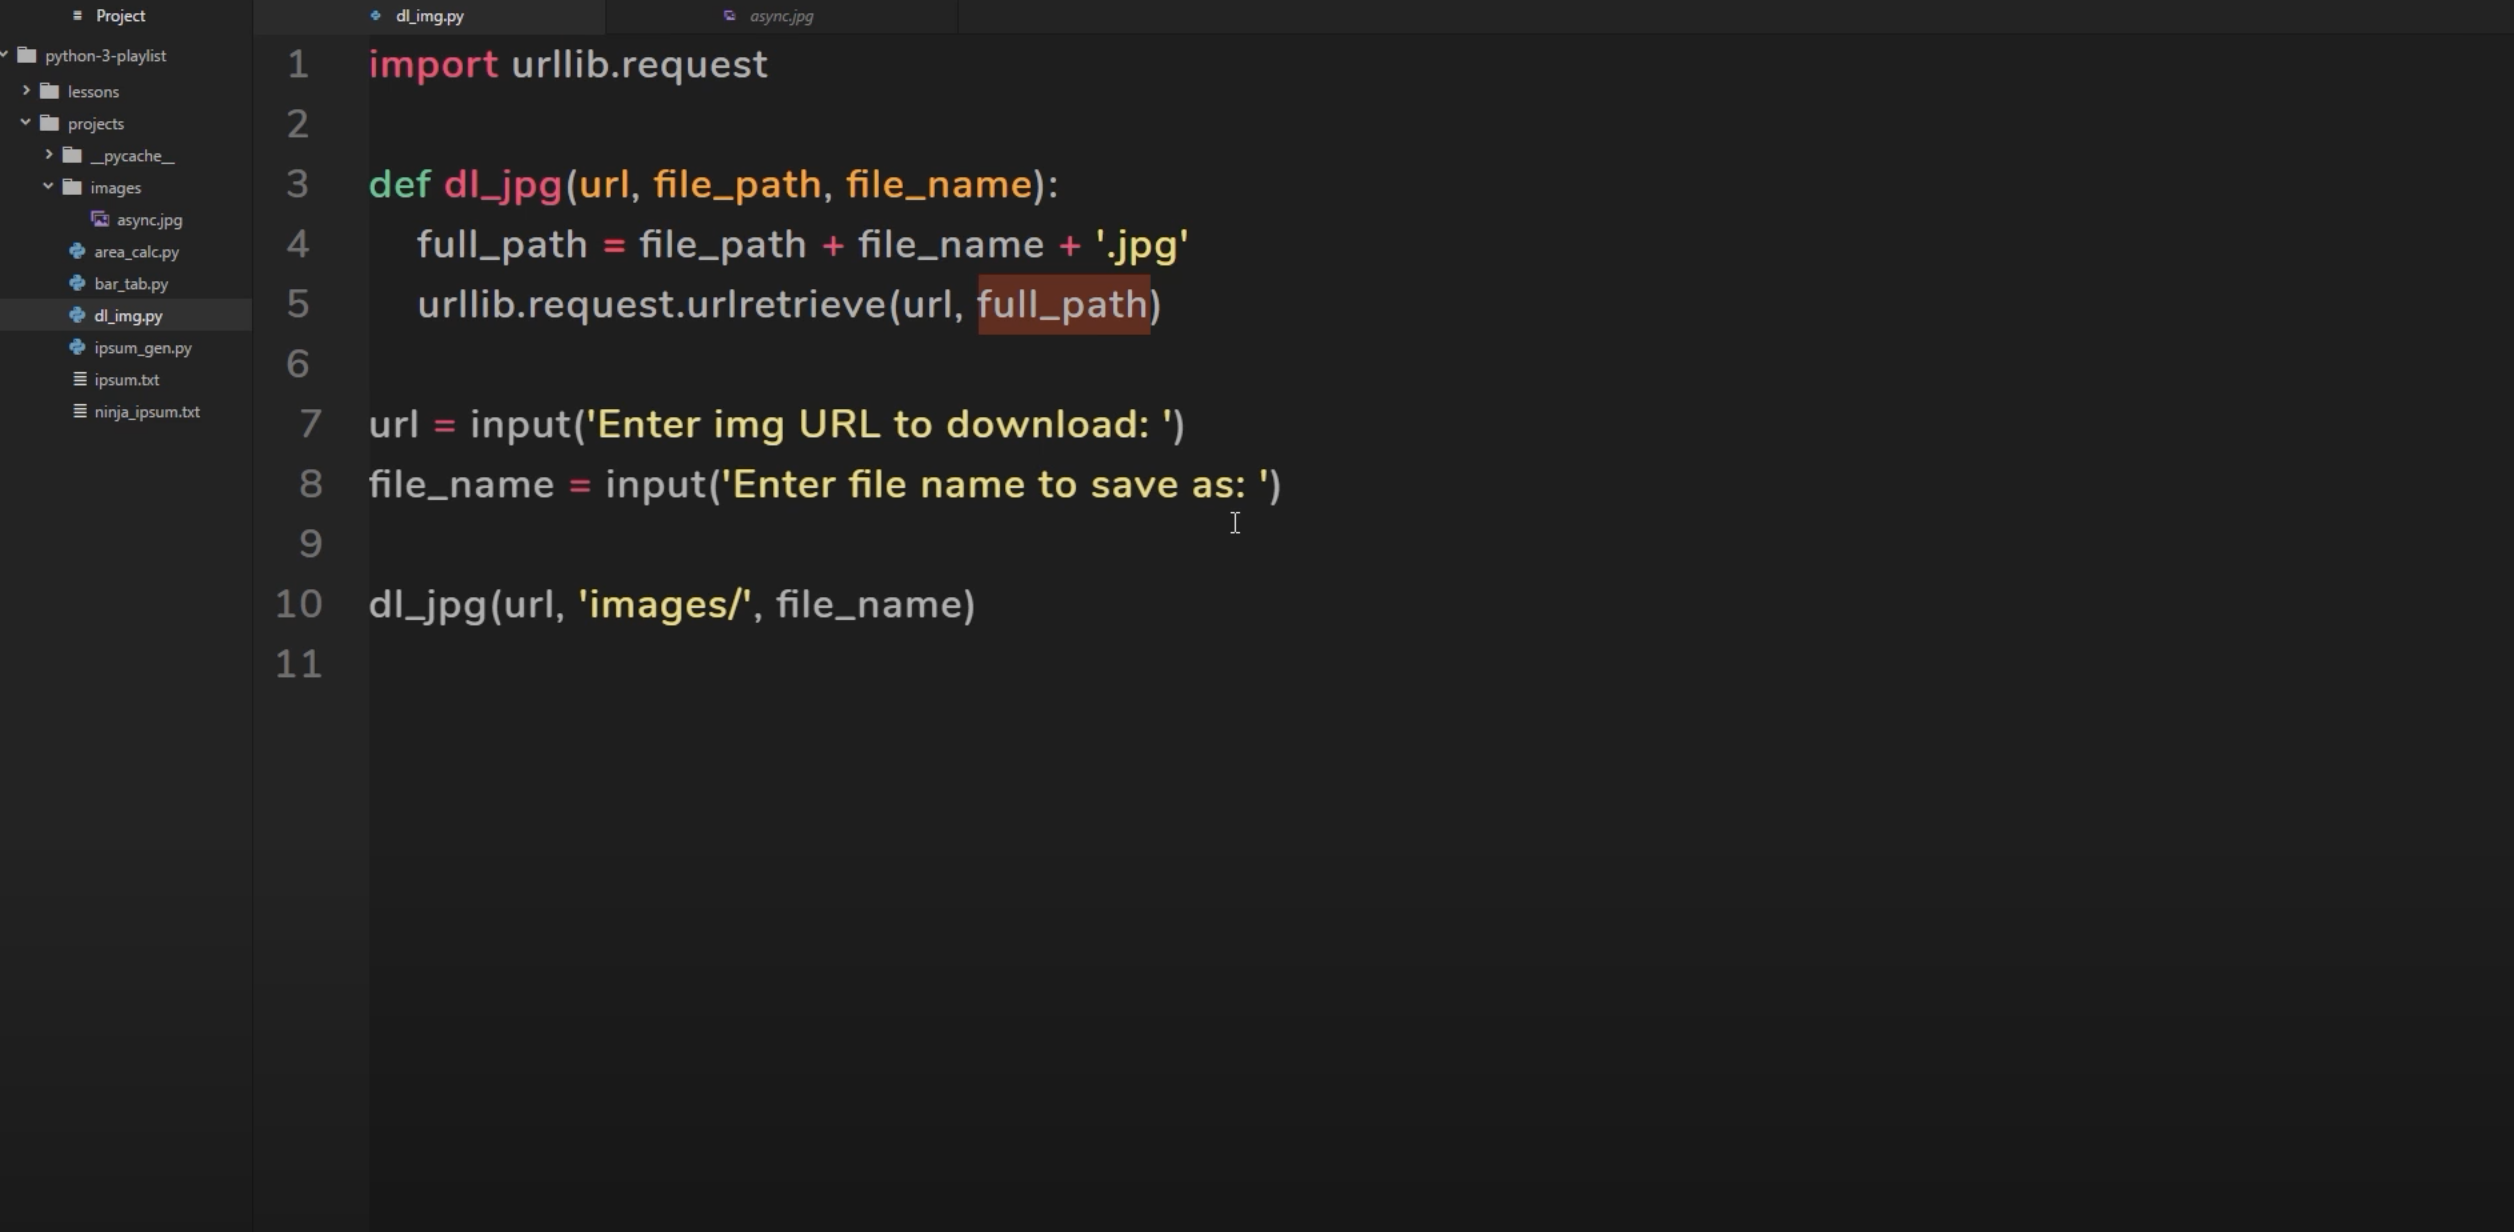 Project
python-3-playlist
lessons
projects
__pycache__
images
async.jpg
area_calc.py
bar_tab.py
dl_img.py
ipsum_gen.py
ipsum.txt
ninja_ipsum.txt
dl_img.py
async.jpg
1 import urllib.request
2
3 def dl_jpg(url, file_path, file_name):
4 full_path = file_path + file_name + '.jpg'
5 urllib.request.urlretrieve(url, full_path)
6
7 url = input('Enter img URL to download: ')
8 file_name = input('Enter file name to save as: ')
9
10 dl_jpg(url, 'images/', file_name)
11